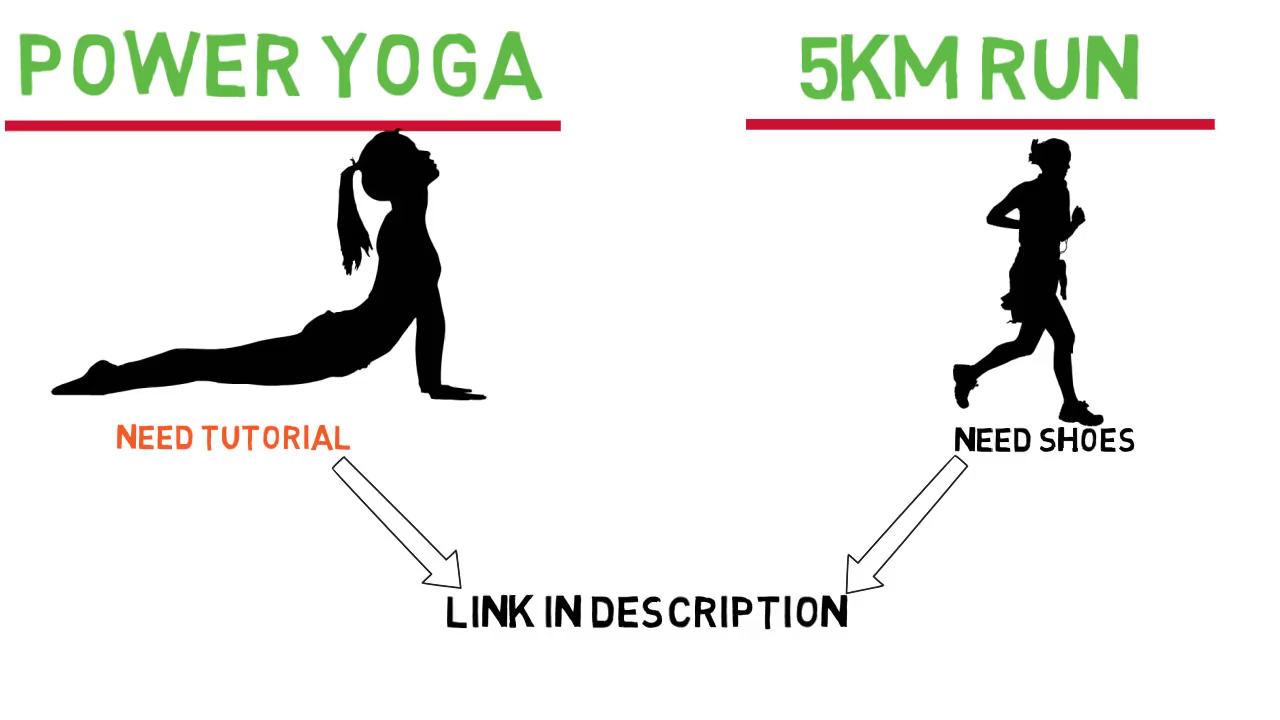 POWER YOGA
5KM RUN
NEED TUTORIAL
NEED SHOES
LINK IN DESCRIPTION